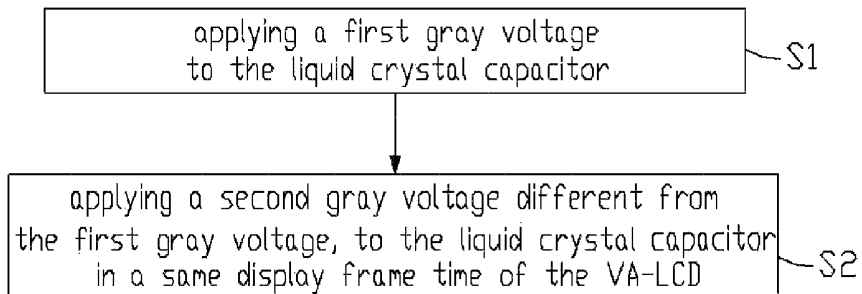 applying a first gray voltage
to the liquid crystal capacitor
S1
applying a second gray voltage different from
the first gray voltage, to the liquid crystal capacitor
in a same display frame time of the VA-LCD
S2